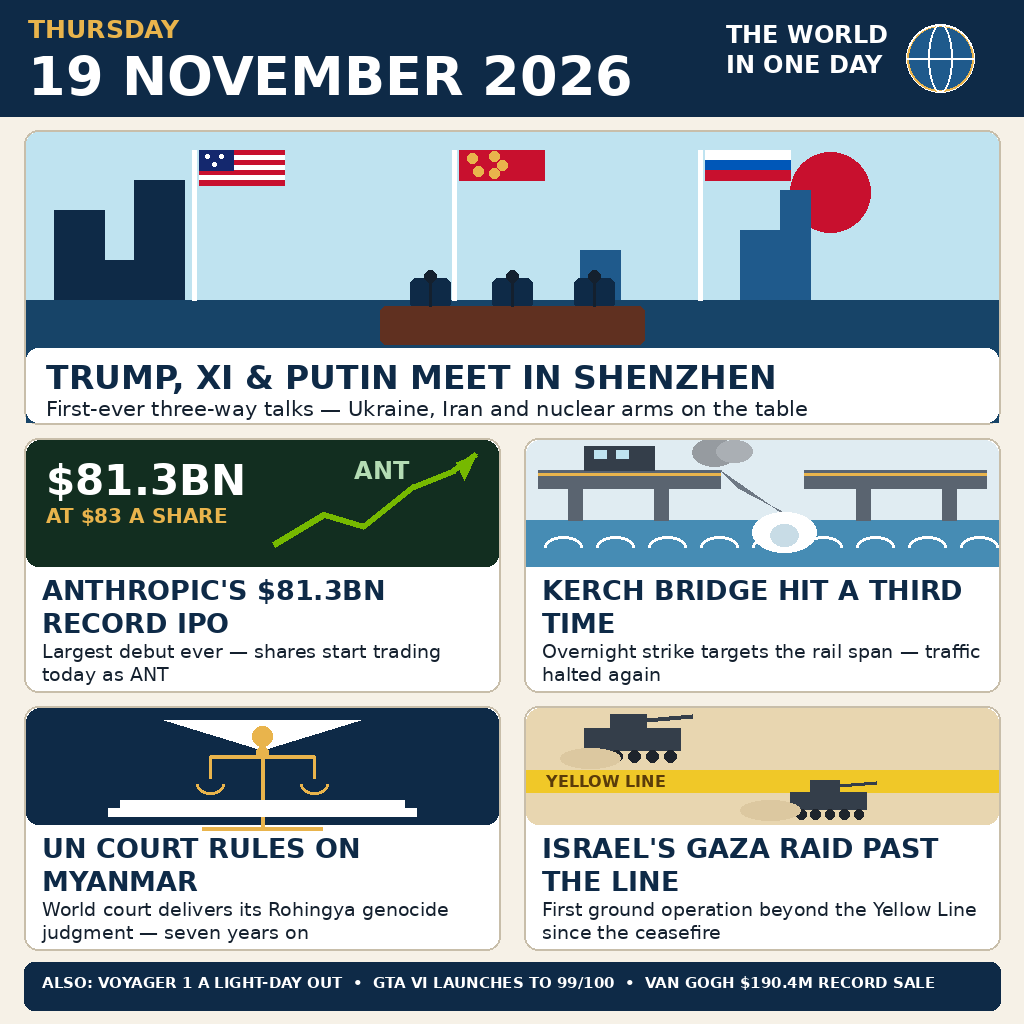 THURSDAY
19 NOVEMBER 2026
THE WORLD
IN ONE DAY
TRUMP, XI & PUTIN MEET IN SHENZHEN
First-ever three-way talks — Ukraine, Iran and nuclear arms on the table
$81.3BN
AT $83 A SHARE
ANT
ANTHROPIC'S $81.3BN
RECORD IPO
Largest debut ever — shares start trading
today as ANT
KERCH BRIDGE HIT A THIRD
TIME
Overnight strike targets the rail span — traffic
halted again
UN COURT RULES ON
MYANMAR
World court delivers its Rohingya genocide
judgment — seven years on
YELLOW LINE
ISRAEL'S GAZA RAID PAST
THE LINE
First ground operation beyond the Yellow Line
since the ceasefire
ALSO: VOYAGER 1 A LIGHT-DAY OUT • GTA VI LAUNCHES TO 99/100 • VAN GOGH $190.4M RECORD SALE